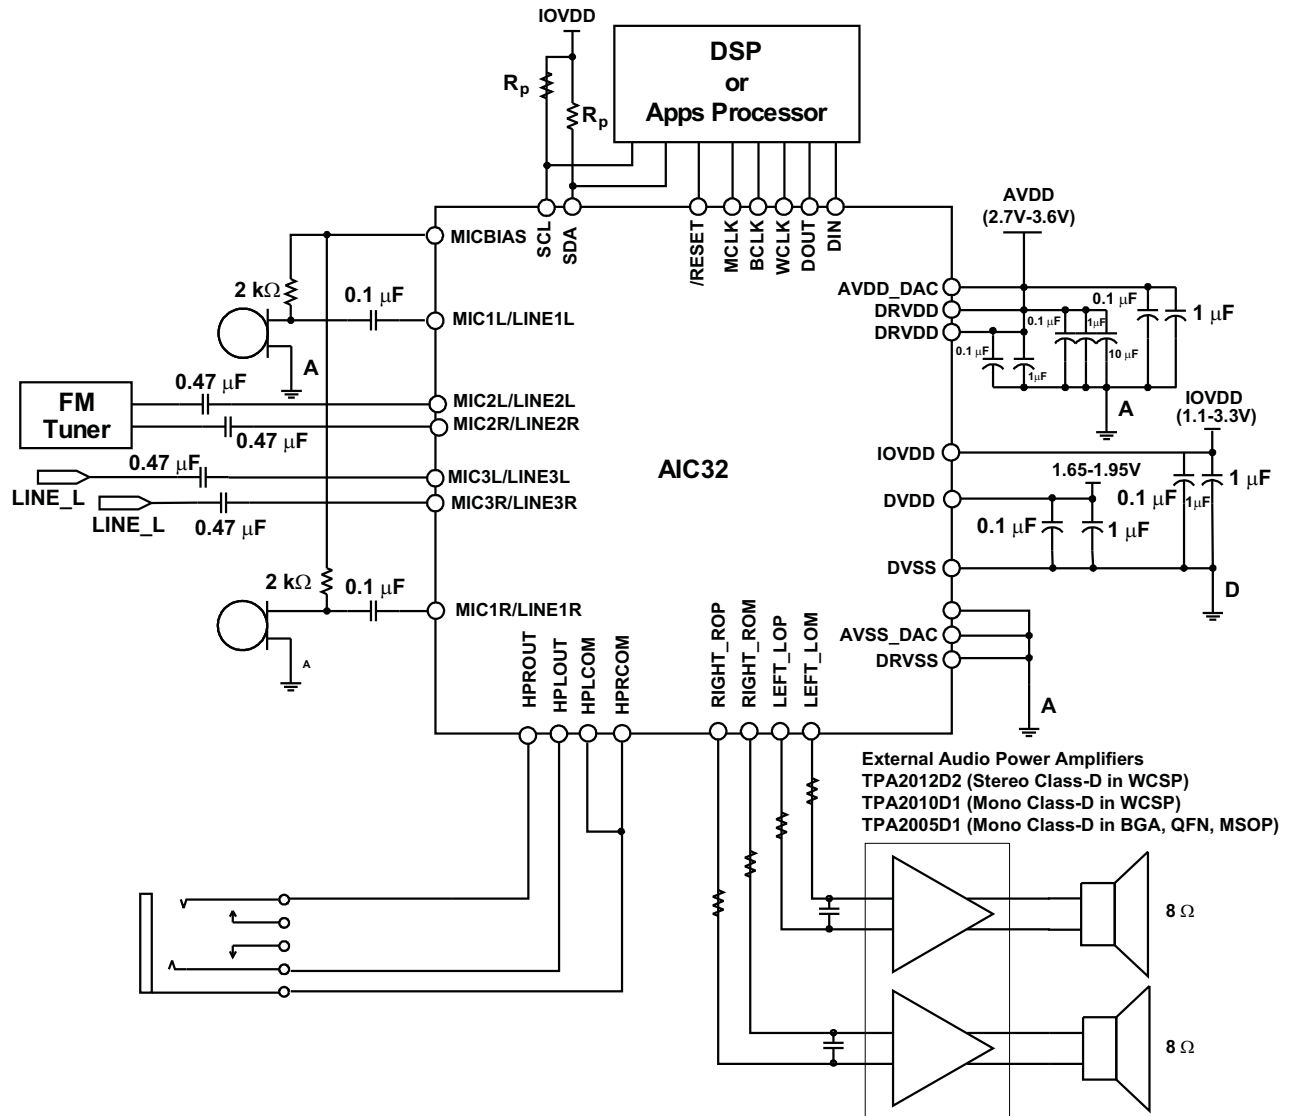 IOVDD
DSP
or
Apps Processor
Rp
Rp
SCL
SDA
/RESET
MCLK
BCLK
WCLK
DOUT
DIN
AVDD
(2.7V-3.6V)
MICBIAS
2 kΩ
0.1 μF
MIC1L/LINE1L
A
AVDD_DAC
DRVDD
DRVDD
0.1 μF
1 μF
0.1 μF
1μF
10 μF
0.1 μF
1μF
A
FM
Tuner
0.47 μF
MIC2L/LINE2L
MIC2R/LINE2R
0.47 μF
IOVDD
(1.1-3.3V)
AIC32
0.47 μF
MIC3L/LINE3L
LINE_L
MIC3R/LINE3R
LINE_L
0.47 μF
IOVDD
1.65-1.95V
1 μF
0.1 μF
1μF
DVDD
0.1 μF
1 μF
DVSS
D
2 kΩ
0.1 μF
MIC1R/LINE1R
A
AVSS_DAC
DRVSS
A
HPROUT
HPLOUT
HPLCOM
HPRCOM
RIGHT_ROP
RIGHT_ROM
LEFT_LOP
LEFT_LOM
External Audio Power Amplifiers
TPA2012D2 (Stereo Class-D in WCSP)
TPA2010D1 (Mono Class-D in WCSP)
TPA2005D1 (Mono Class-D in BGA, QFN, MSOP)
8 Ω
8 Ω